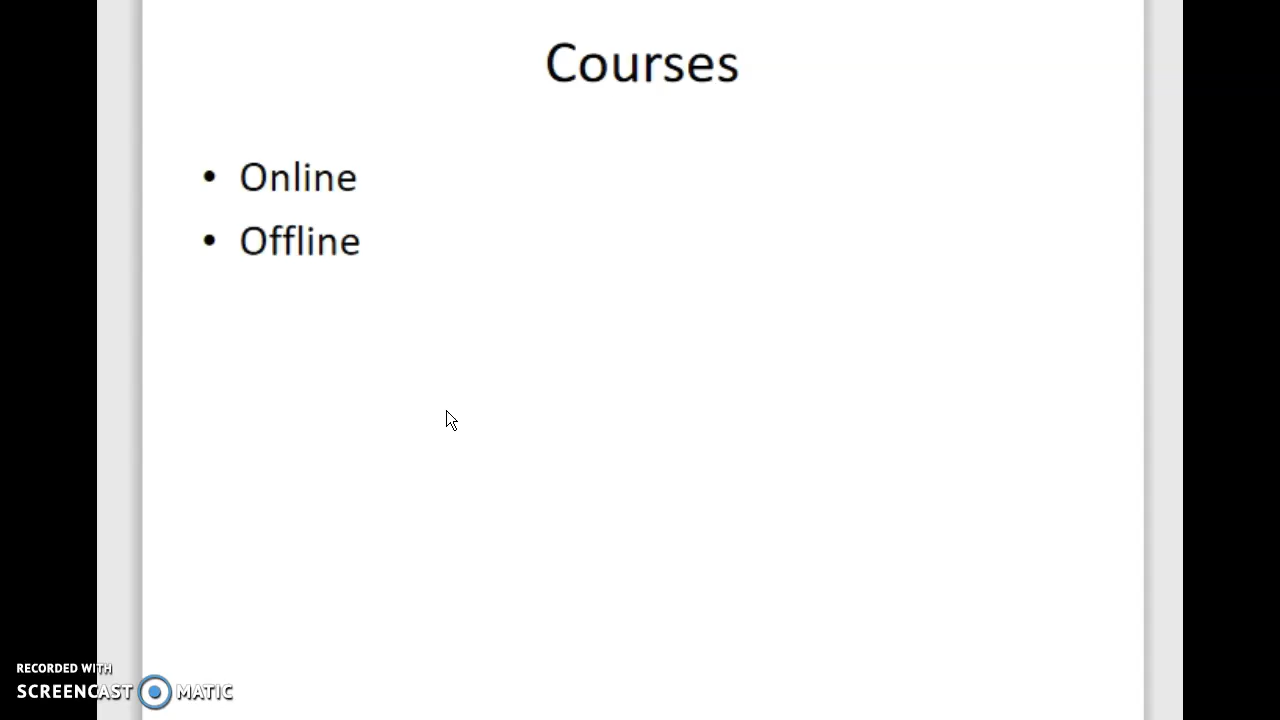 Courses
• Online
• Offline
RECORDED WITH
SCREENCAST MATIC